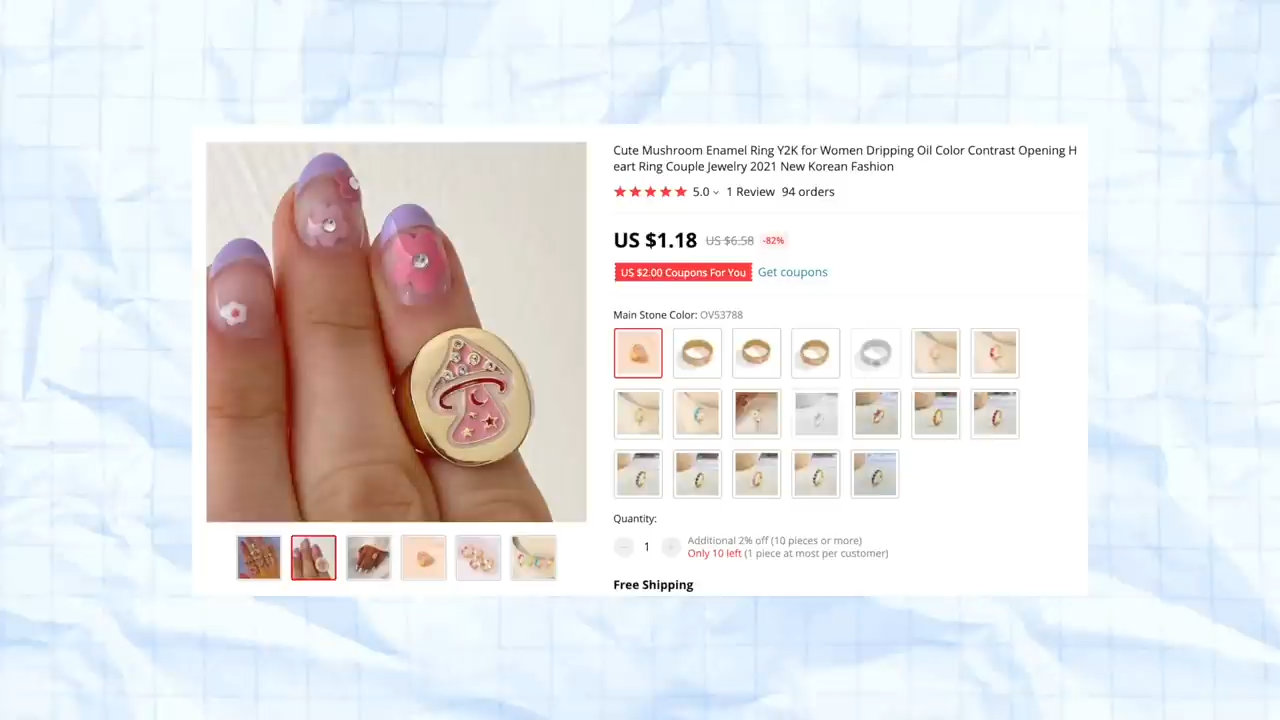 Cute Mushroom Enamel Ring Y2K for Women Dripping Oil Color Contrast Opening H
eart Ring Couple Jewelry 2021 New Korean Fashion
5.0 1 Review 94 orders
US $1.18 US $6.58 -82%
US $2.00 Coupons For You Get coupons
Main Stone Color: OVS3788
Quantity:
1
Additional 2% off (10 pieces or more)
Only 10 left (1 piece at most per customer)
Free Shipping